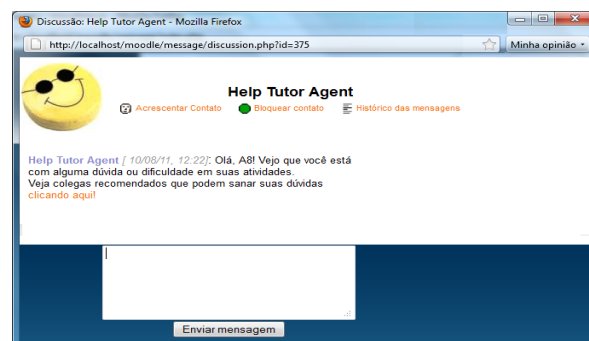 Discussão: Help Tutor Agent - Mozilla Firefox
http://localhost/moodle/message/discussion.php?id=375
Minha opinião
Help Tutor Agent
Acrescentar Contato Bloquear contato Histórico das mensagens
Help Tutor Agent [ 10/08/11, 12:22]: Olá, A8! Vejo que você está
com alguma dúvida ou dificuldade em suas atividades.
Veja colegas recomendados que podem sanar suas dúvidas
clicando aqui!
Enviar mensagem